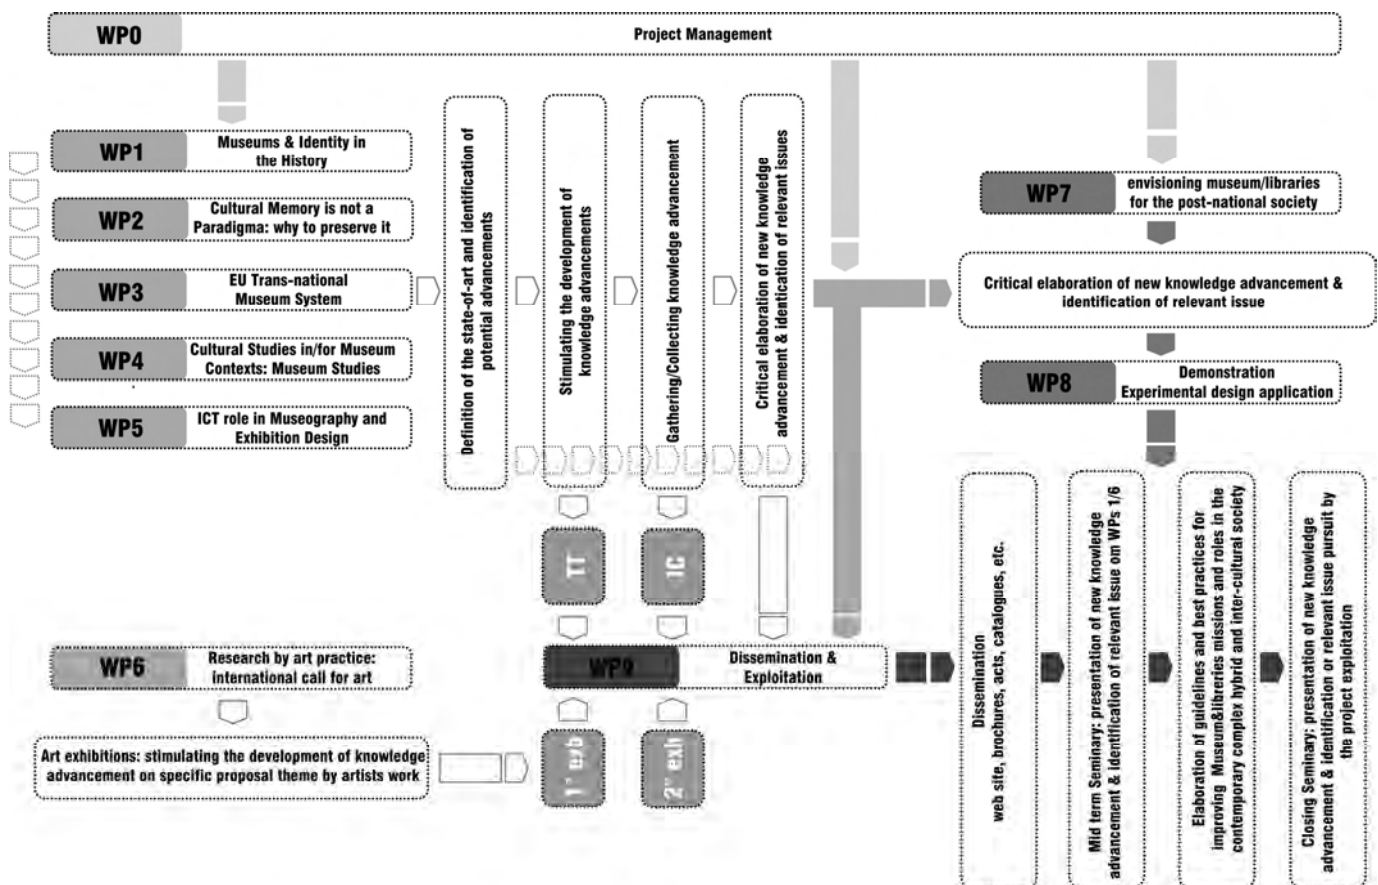 WP0
Project Management
WP1
Museums & Identity in
the History
WP2
Cultural Memory is not a
Paradigma: why to preserve it
WP3
EU Trans-national
Museum System
WP4
Cultural Studies in/for Museum
Contexts: Museum Studies
WP5
ICT role in Museography and
Exhibition Design
Definition of the state-of-art and identification of
potential advancements
Stimulating the development of
knowledge advancements
Gathering/Collecting knowledge advancement
Critical elaboration of new knowledge
advancement & identication of relevant issues
WP7
envisioning museum/libraries
for the post-national society
Critical elaboration of new knowledge advancement &
identification of relevant issue
WP8
Demonstration
Experimental design application
TT
IC
WP6
Research by art practice:
international call for art
WP9
Dissemination &
Exploitation
Art exhibitions: stimulating the development of knowledge
advancement on specific proposal theme by artists work
1° exb
2° exh
Dissemination
web site, brochures, acts, catalogues, etc.
Mid term Seminary: presentation of new knowledge
advancement & identification of relevant issue om WPs 1/6
Elaboration of guidelines and best practices for
improving Museum&libreries missions and roles in the
contemporary complex hybrid and inter-cultural society
Closing Seminary: presentation of new knowledge
advancement & identification or relevant issue pursuit by
the project exploitation